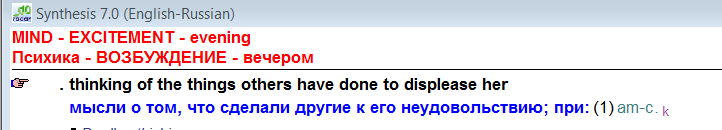 Synthesis 7.0 (English-Russian)
MIND - EXCITEMENT - evening
Психика - ВОЗБУЖДЕНИЕ - вечером
. thinking of the things others have done to displease her
мысли о том, что сделали другие к его неудовольствию; при: (1) am-c. k